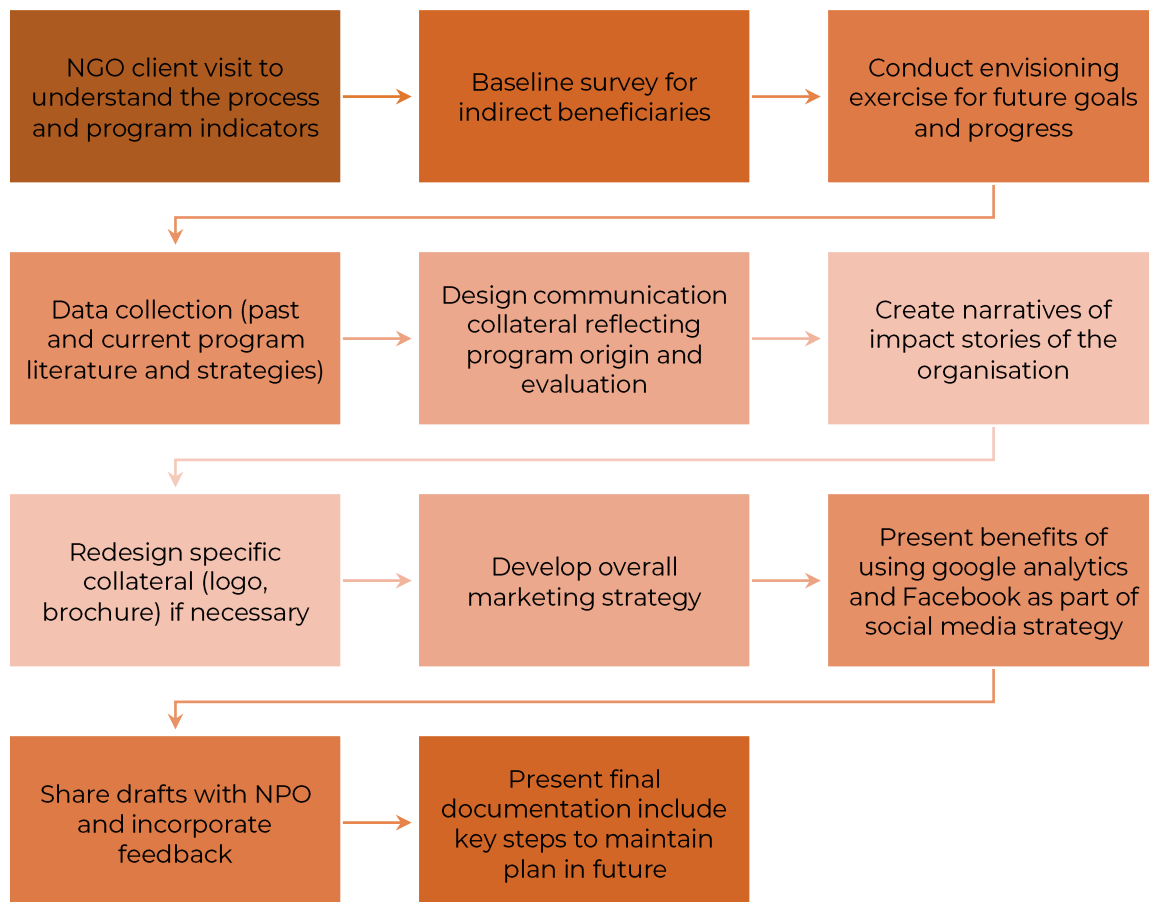 NGO client visit to
understand the process
and program indicators
Baseline survey for
indirect beneficiaries
Conduct envisioning
exercise for future goals
and progress
Data collection (past
and current program
literature and strategies)
Design communication
collateral reflecting
program origin and
evaluation
Create narratives of
impact stories of the
organisation
Redesign specific
collateral (logo,
brochure) if necessary
Develop overall
marketing strategy
Present benefits of
using google analytics
and Facebook as part of
social media strategy
Share drafts with NPO
and incorporate
feedback
Present final
documentation include
key steps to maintain
plan in future